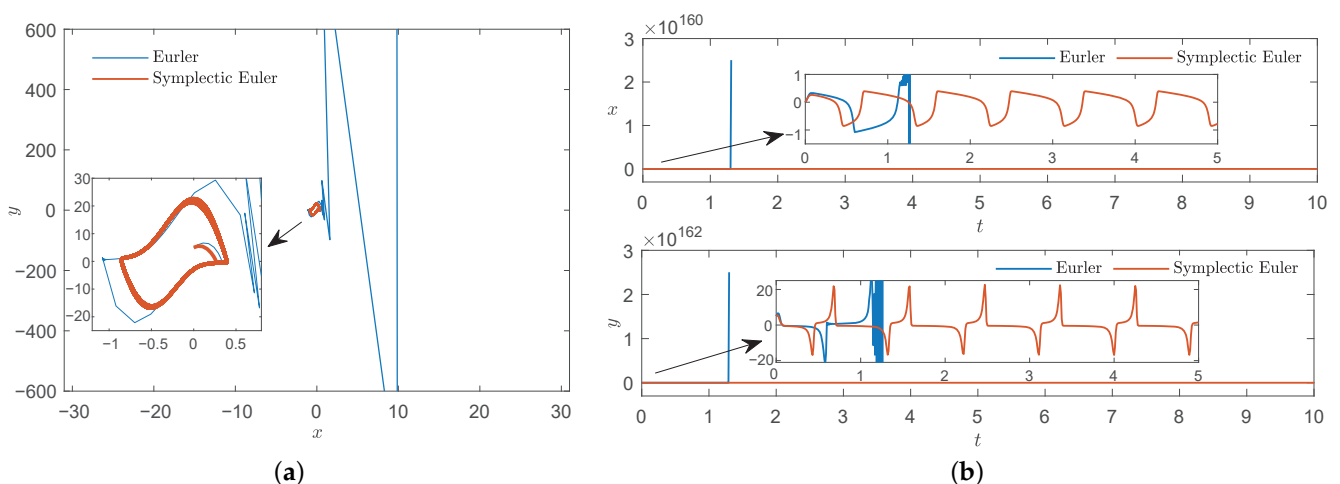 600
400
200
0
−200
−400
−600
y
−30 −20 −10 0 10 20 30
x
Eurler
Symplectic Euler
30
20
10
0
−10
−20
−1 −0.5 0 0.5
(a)
×10^160
3
2
1
0
x
0 1 2 3 4 5 6 7 8 9 10
t
Eurler Symplectic Euler
1
0
−1
0 1 2 3 4 5
×10^162
3
2
1
0
y
0 1 2 3 4 5 6 7 8 9 10
t
Eurler Symplectic Euler
20
0
−20
0 1 2 3 4 5
(b)